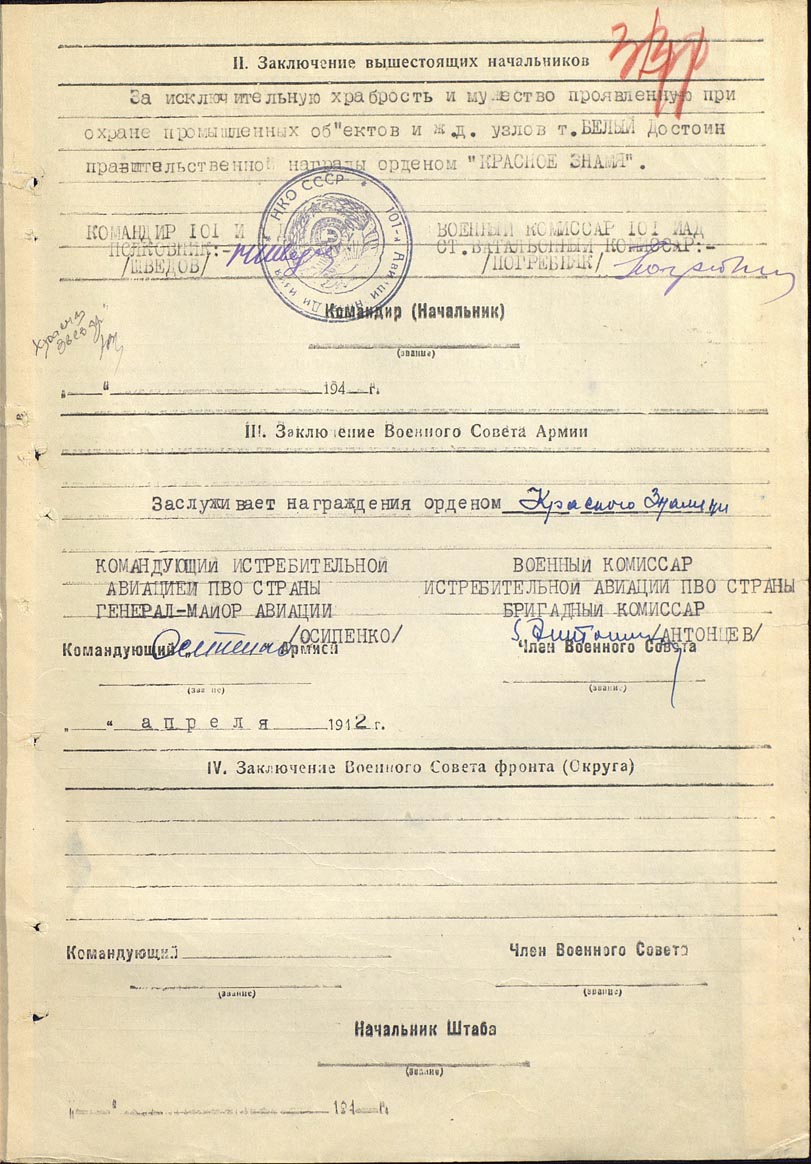 II. Заключение вышестоящих начальников
За исключительную храбрость и мужество проявленную при
охране промышленных об"ектов и ж.д. узлов т.БЕЛЫЙ Достоин
правительственной награды орденом "КРАСНОЕ ЗНАМЯ".
КОМАНДИР 101 И
ПОЛКОВНИК:-
/ШВЕДОВ/
НКО СССР
101-я Авиаци
ВОЕННЫЙ КОМИССАР 101 ИАД
СТ.БАТАЛЬОННЫЙ КОМИССАР:-
/ПОГРЕБНЯК/
Командир (Начальник)
(звание)
„ “ 194 г.
III. Заключение Военного Совета Армии
Заслуживает награждения орденом Красного Знамени
КОМАНДУЮЩИЙ ИСТРЕБИТЕЛЬНОЙ
АВИАЦИЕЙ ПВО СТРАНЫ
ГЕНЕРАЛ-МАИОР АВИАЦИИ
/ОСИПЕНКО/
Командующий Армией
(звание)
ВОЕННЫЙ КОМИССАР
ИСТРЕБИТЕЛЬНОЙ АВИАЦИИ ПВО СТРАНЫ
БРИГАДНЫЙ КОМИССАР
/АНТОНЦЕВ/
Член Военного Совета
(звание)
„ “ апреля 1942 г.
IV. Заключение Военного Совета фронта (Округа)
Командующий
(звание)
Член Военного Совета
(звание)
Начальник Штаба
(звание)
„ “ 194 г.